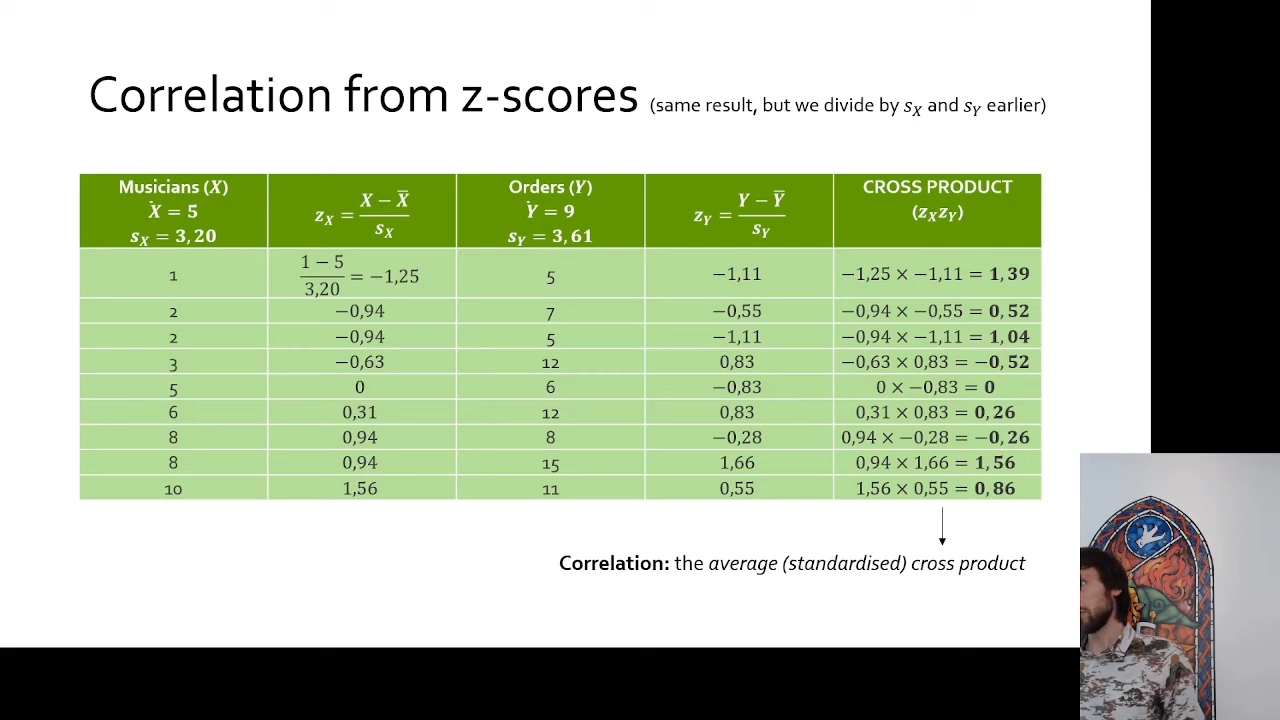 Correlation from z-scores (same result, but we divide by s_X and s_Y earlier)
Musicians (X) X̄ = 5 s_X = 3,20 | z_X = (X − X̄)/s_X | Orders (Y) Ȳ = 9 s_Y = 3,61 | z_Y = (Y − Ȳ)/s_Y | CROSS PRODUCT (z_X z_Y)
1 | (1 − 5)/3,20 = −1,25 | 5 | −1,11 | −1,25 × −1,11 = 1,39
2 | −0,94 | 7 | −0,55 | −0,94 × −0,55 = 0,52
2 | −0,94 | 5 | −1,11 | −0,94 × −1,11 = 1,04
3 | −0,63 | 12 | 0,83 | −0,63 × 0,83 = −0,52
5 | 0 | 6 | −0,83 | 0 × −0,83 = 0
6 | 0,31 | 12 | 0,83 | 0,31 × 0,83 = 0,26
8 | 0,94 | 8 | −0,28 | 0,94 × −0,28 = −0,26
8 | 0,94 | 15 | 1,66 | 0,94 × 1,66 = 1,56
10 | 1,56 | 11 | 0,55 | 1,56 × 0,55 = 0,86
Correlation: the average (standardised) cross product